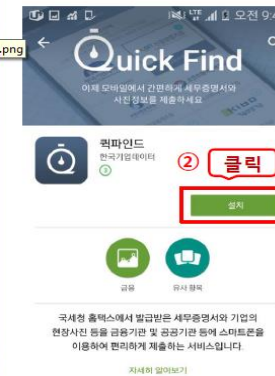 .png
LTE 오전 9:4
Quick Find
이제 모바일에서 간편하게 세무증명서와
사진정보를 제출하세요
퀵파인드
한국기업데이터
3
② 클릭
설치
금융
유사 항목
국세청 홈택스에서 발급받은 세무증명서와 기업의
현장사진 등을 금융기관 및 공공기관 등에 스마트폰을
이용하여 편리하게 제출하는 서비스입니다.
자세히 알아보기